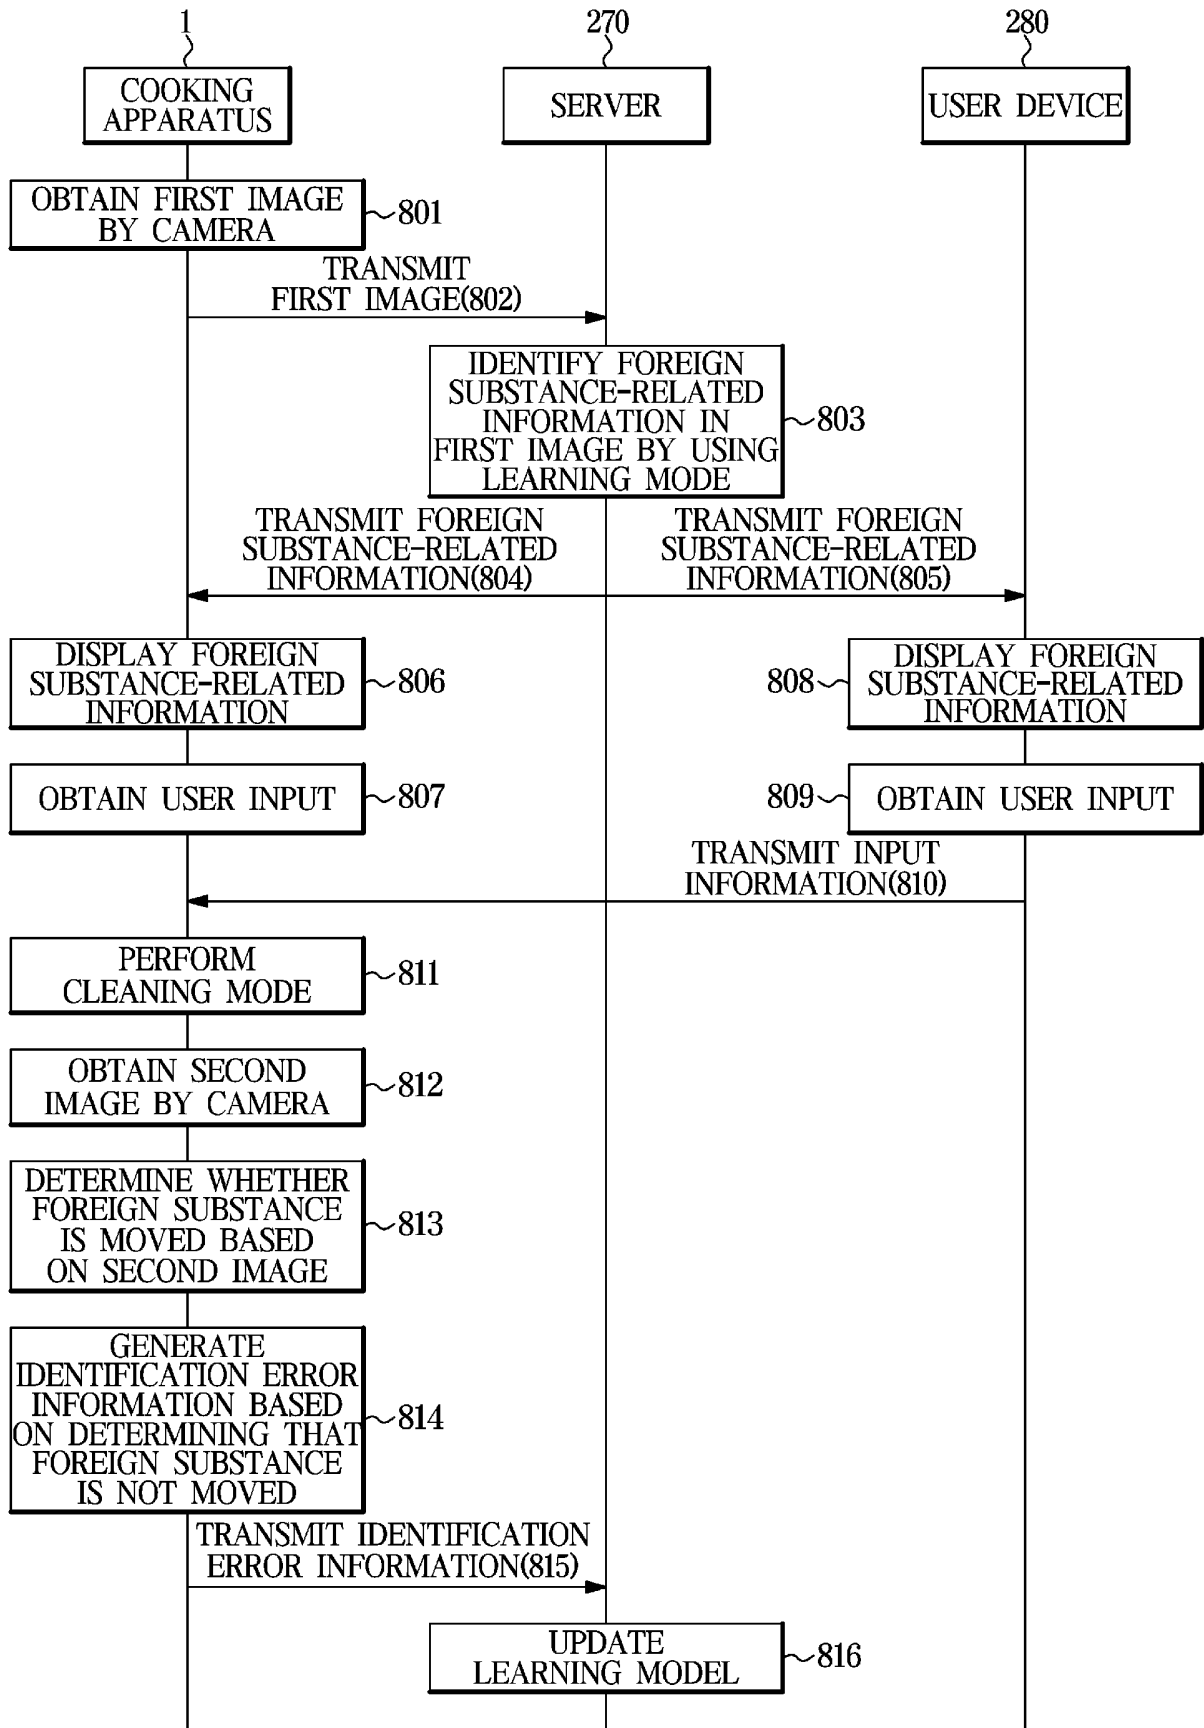 1
270
280
COOKING
APPARATUS
SERVER
USER DEVICE
OBTAIN FIRST IMAGE
BY CAMERA
801
TRANSMIT
FIRST IMAGE(802)
IDENTIFY FOREIGN
SUBSTANCE-RELATED
INFORMATION IN
FIRST IMAGE BY USING
LEARNING MODE
803
TRANSMIT FOREIGN
SUBSTANCE-RELATED
INFORMATION(804)
TRANSMIT FOREIGN
SUBSTANCE-RELATED
INFORMATION(805)
DISPLAY FOREIGN
SUBSTANCE-RELATED
INFORMATION
806
808
DISPLAY FOREIGN
SUBSTANCE-RELATED
INFORMATION
OBTAIN USER INPUT
807
809
OBTAIN USER INPUT
TRANSMIT INPUT
INFORMATION(810)
PERFORM
CLEANING MODE
811
OBTAIN SECOND
IMAGE BY CAMERA
812
DETERMINE WHETHER
FOREIGN SUBSTANCE
IS MOVED BASED
ON SECOND IMAGE
813
GENERATE
IDENTIFICATION ERROR
INFORMATION BASED
ON DETERMINING THAT
FOREIGN SUBSTANCE
IS NOT MOVED
814
TRANSMIT IDENTIFICATION
ERROR INFORMATION(815)
UPDATE
LEARNING MODEL
816